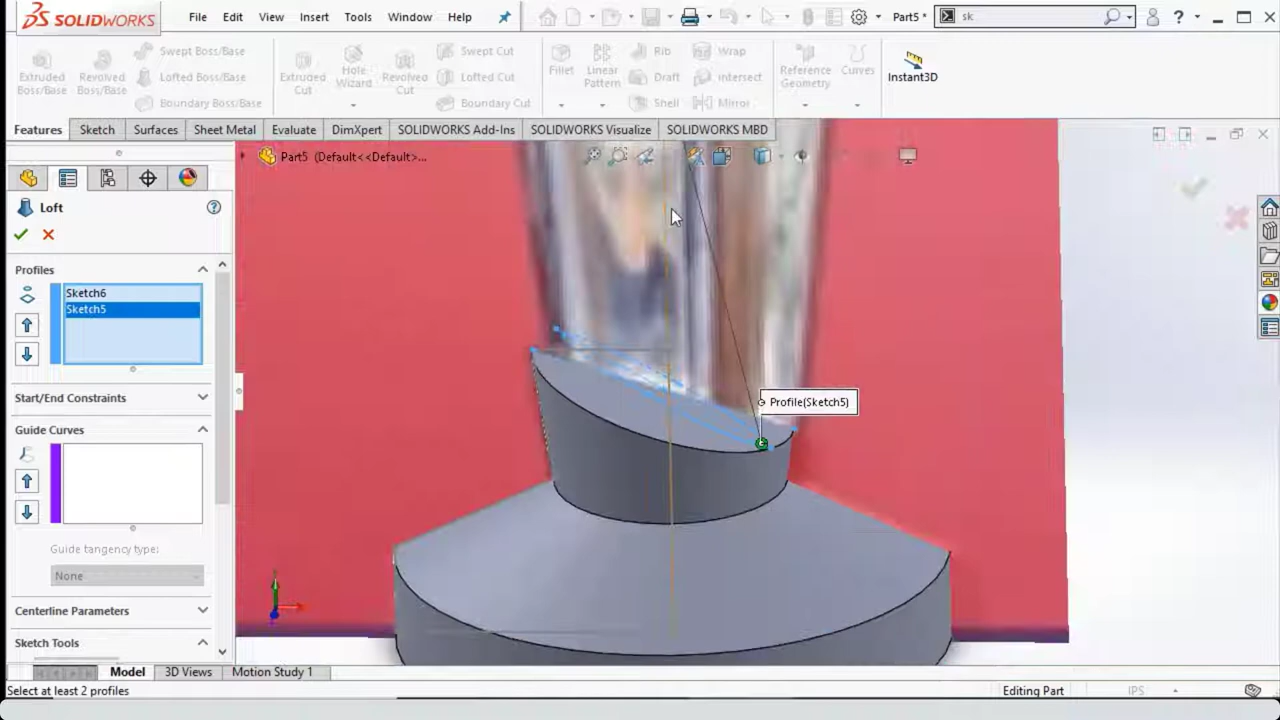 SOLIDWORKS File Edit View Insert Tools Window Help Part5 * sk
Extruded Boss/Base
Revolved Boss/Base
Swept Boss/Base
Lofted Boss/Base
Boundary Boss/Base
Extruded Cut
Hole Wizard
Revolved Cut
Swept Cut
Lofted Cut
Boundary Cut
Fillet
Linear Pattern
Rib
Draft
Shell
Wrap
Intersect
Mirror
Reference Geometry
Curves
Instant3D
Features Sketch Surfaces Sheet Metal Evaluate DimXpert SOLIDWORKS Add-Ins SOLIDWORKS Visualize SOLIDWORKS MBD
Part5 (Default<<Default>...
Loft
Profiles
Sketch6
Sketch5
Start/End Constraints
Guide Curves
Guide tangency type:
None
Centerline Parameters
Sketch Tools
Profile(Sketch5)
Model 3D Views Motion Study 1
Select at least 2 profiles Editing Part IPS